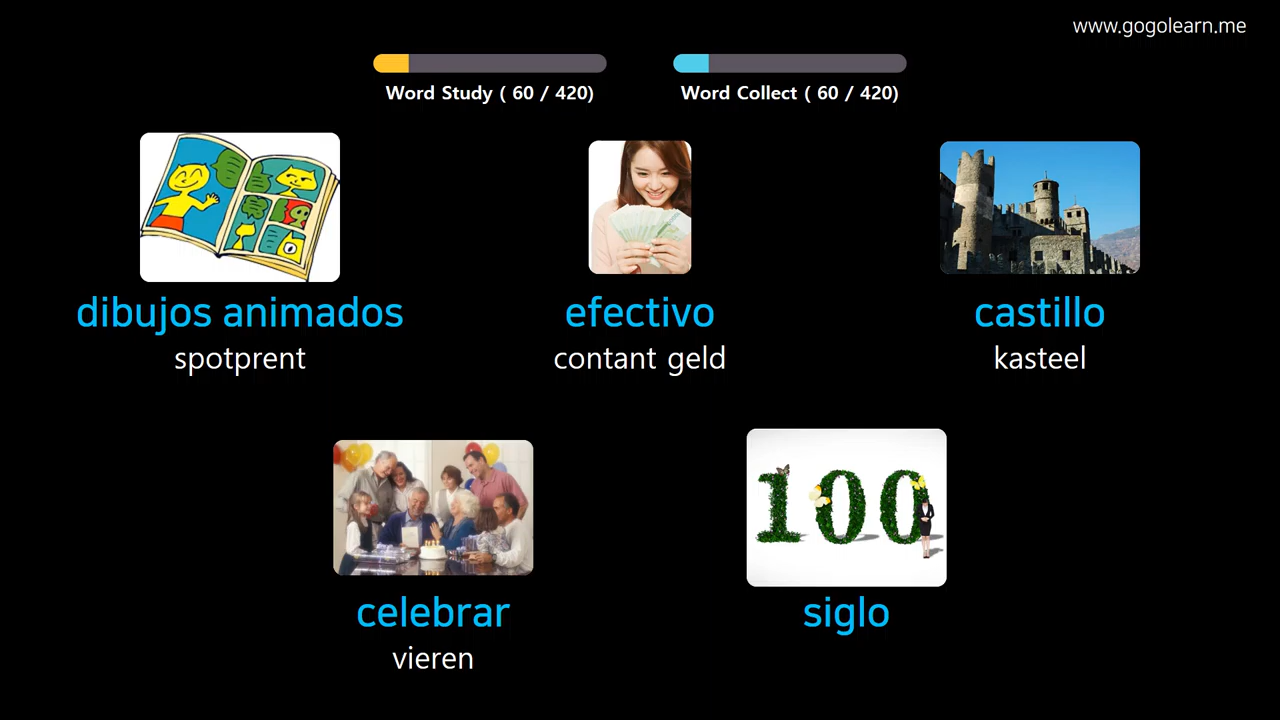 www.gogolearn.me
Word Study ( 60 / 420)
Word Collect ( 60 / 420)
dibujos animados
spotprent
efectivo
contant geld
castillo
kasteel
celebrar
vieren
100
siglo